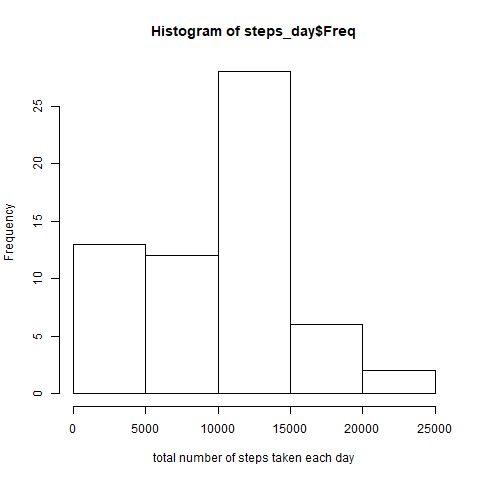 Histogram of steps_day$Freq
Frequency
25
20
15
10
5
0
0 5000 10000 15000 20000 25000
total number of steps taken each day